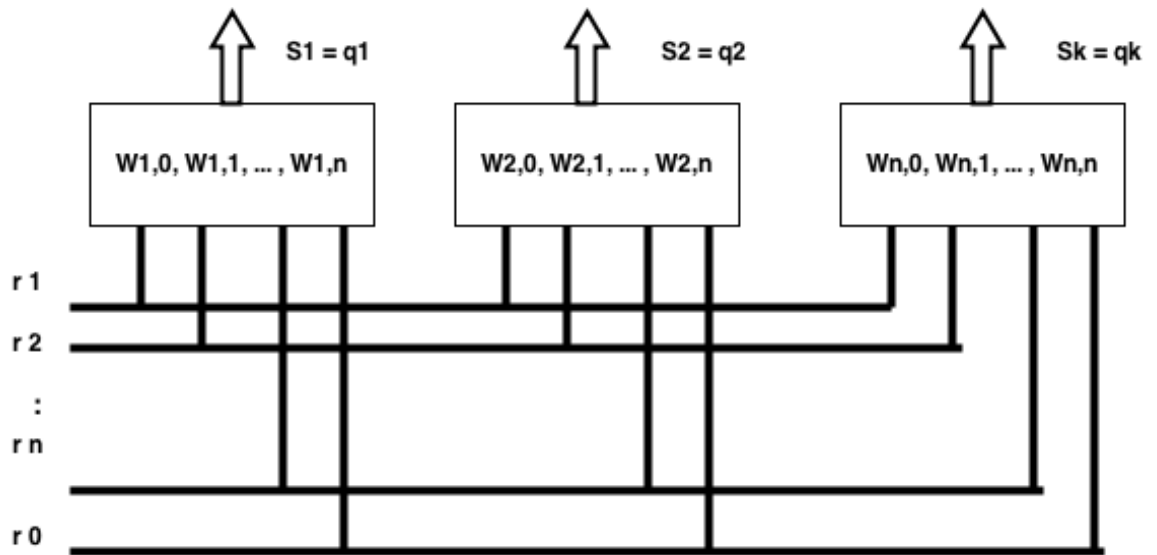 S1 = q1
S2 = q2
Sk = qk
W1,0, W1,1, ... , W1,n
W2,0, W2,1, ... , W2,n
Wn,0, Wn,1, ... , Wn,n
r 1
r 2
:
r n
r 0